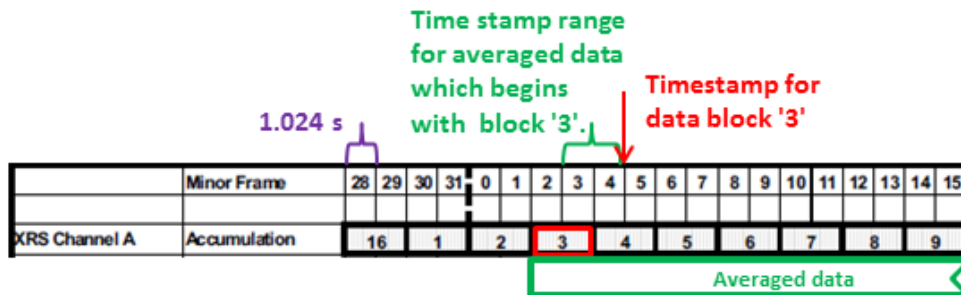 Time stamp range
for averaged data
which begins
with block '3'.
Timestamp for
data block '3'
1.024 s
Minor Frame 28 29 30 31 0 1 2 3 4 5 6 7 8 9 10 11 12 13 14 15
XRS Channel A Accumulation 16 1 2 3 4 5 6 7 8 9
Averaged data